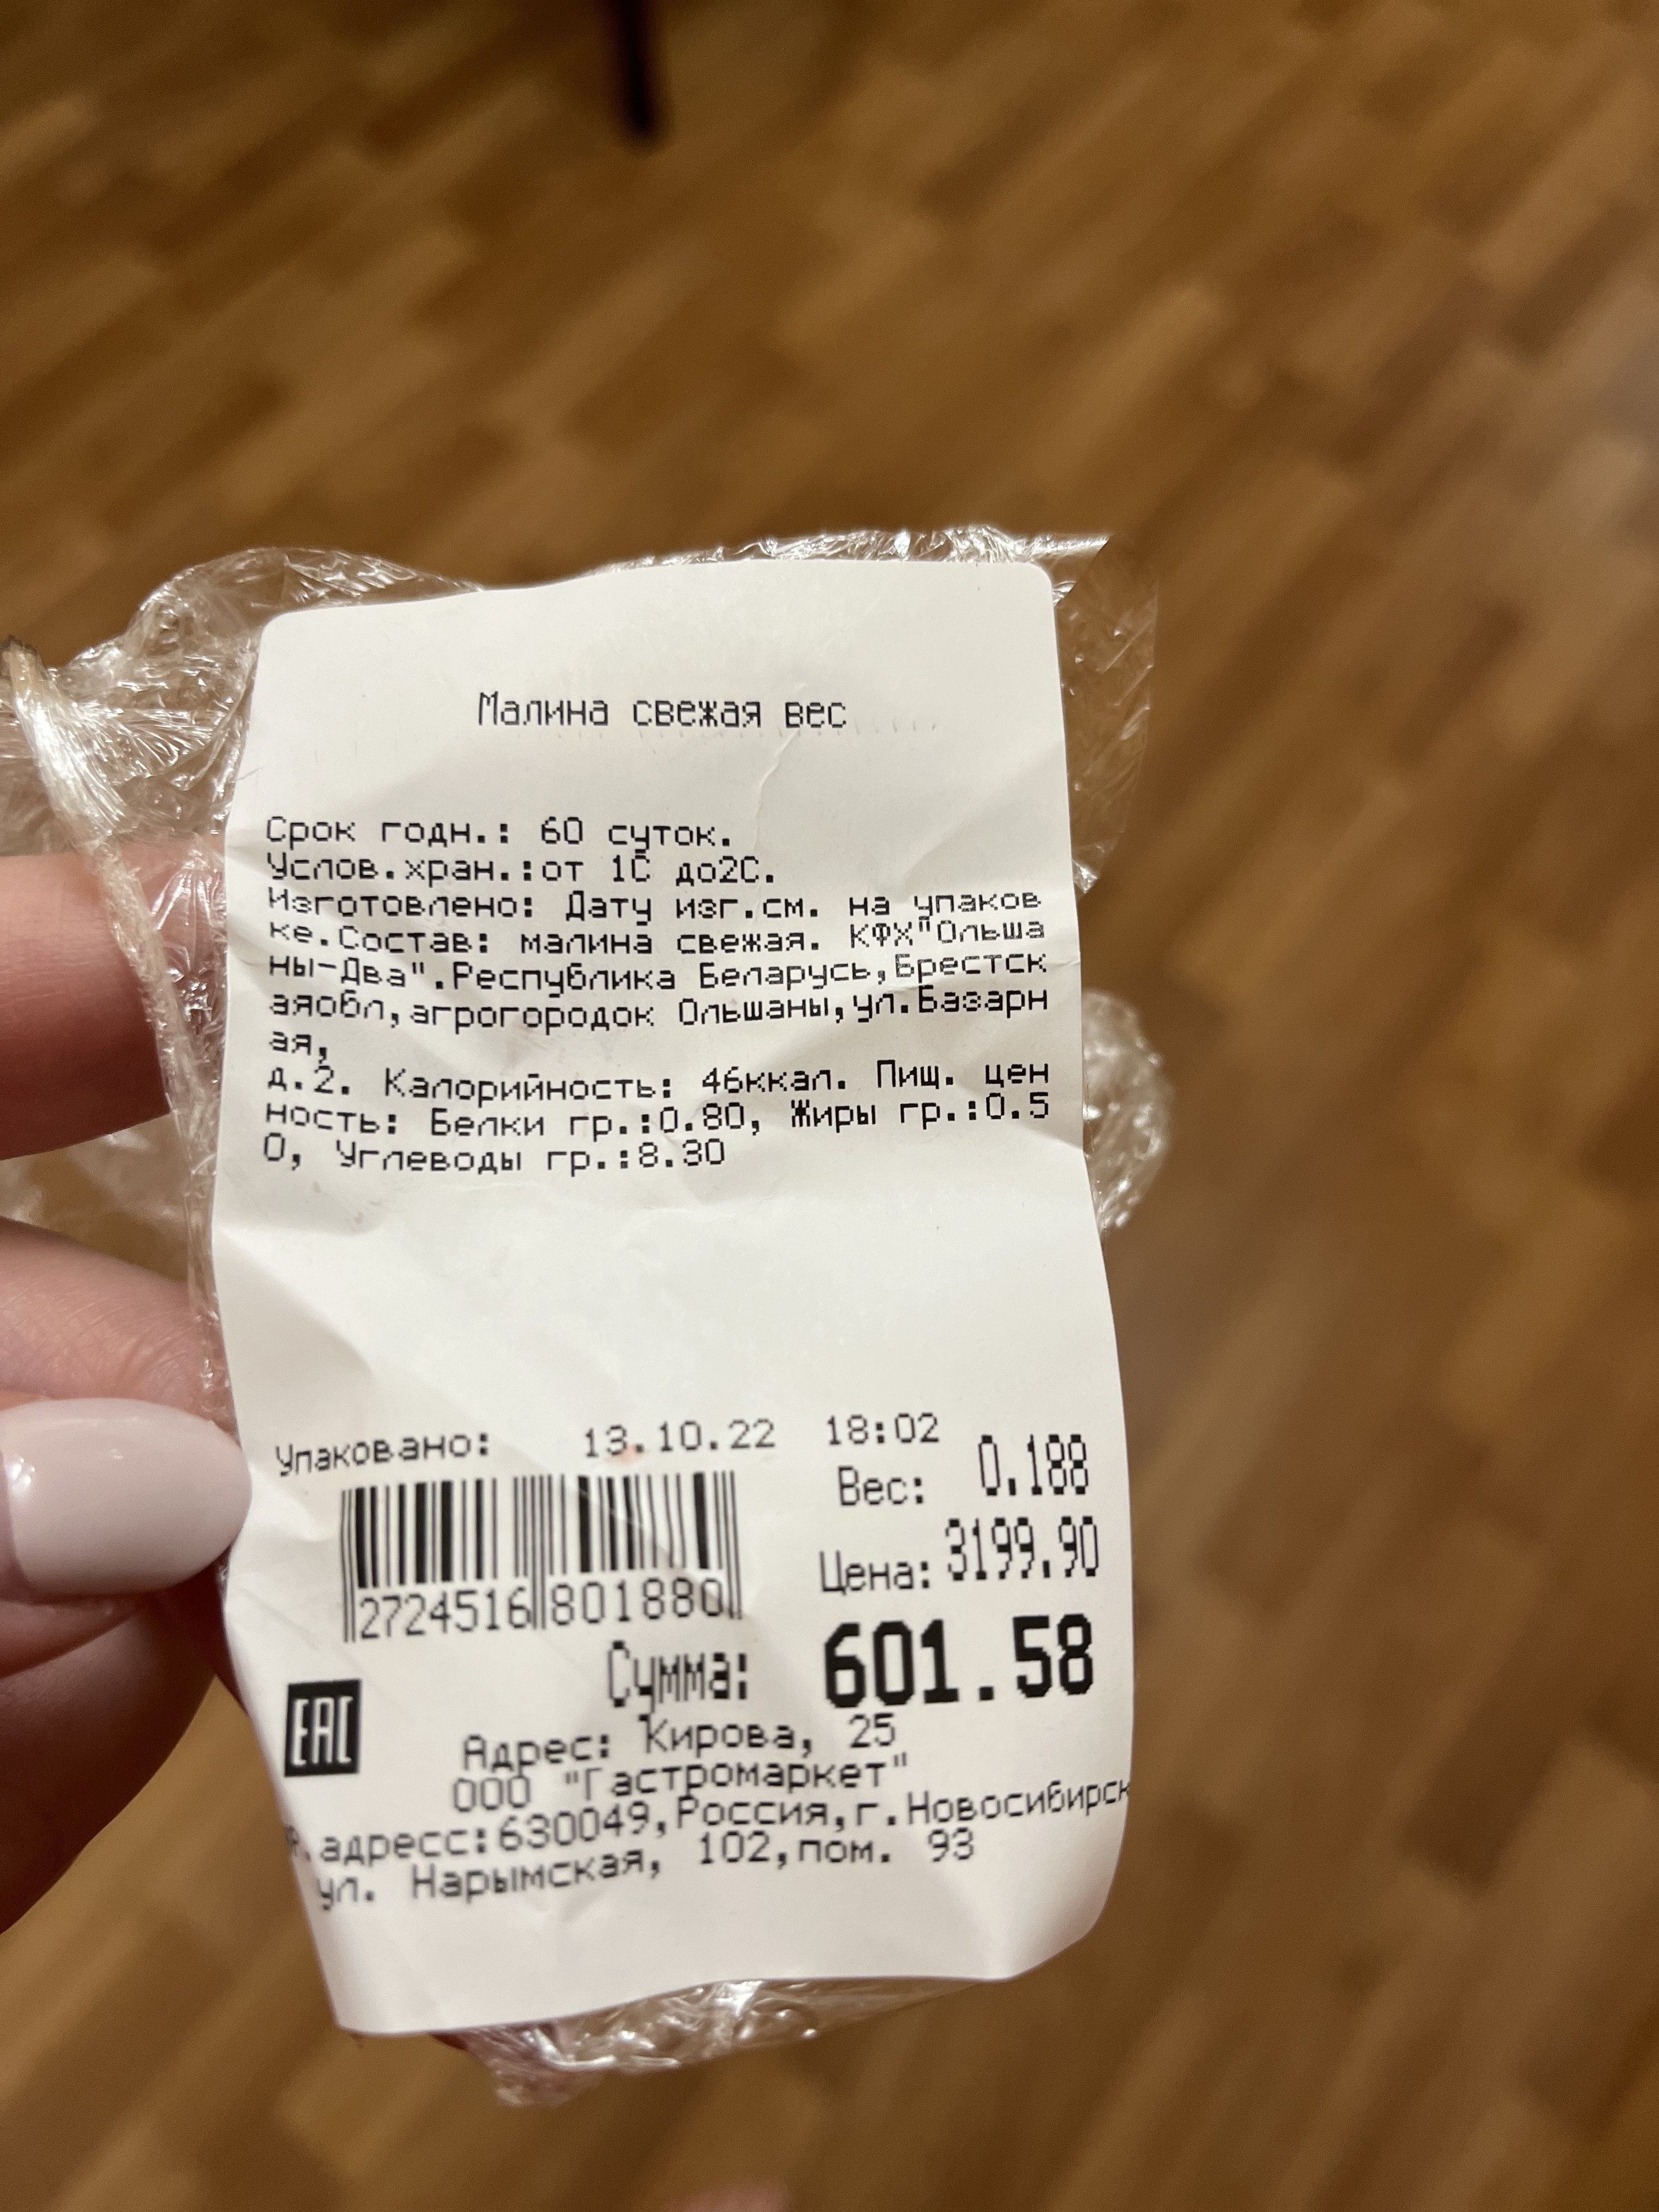 Малина свежая вес
Срок годн.: 60 суток.
Услов.хран.:от 1С до2С.
Изготовлено: Дату изг.см. на упаков
ке.Состав: малина свежая. КФХ"Ольша
ны-Два".Республика Беларусь,Брестск
аяобл,агрогородок Ольшаны,ул.Базарн
ая,
д.2. Калорийность: 46ккал. Пищ. цен
ность: Белки гр.:0.80, Жиры гр.:0.5
0, Углеводы гр.:8.30
Упаковано: 13.10.22 18:02
Вес: 0.188
Цена: 3199.90
2724516 801880
Сумма: 601.58
EAC
Адрес: Кирова, 25
ООО "Гастромаркет"
адресс:630049,Россия,г.Новосибирск
ул. Нарымская, 102,пом. 93